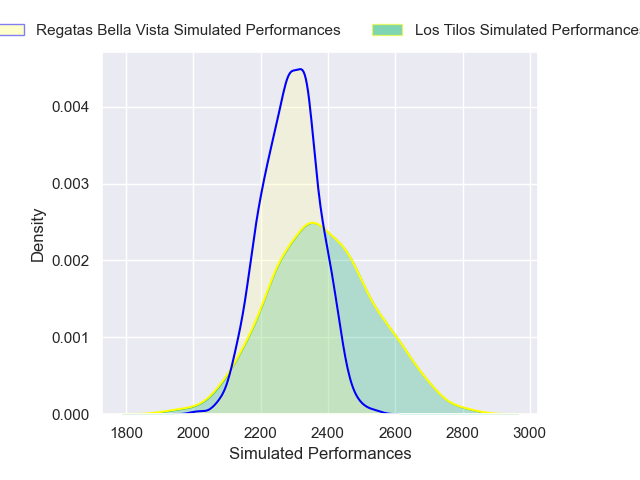 Regatas Bella Vista Simulated Performances
Los Tilos Simulated Performances
0.004
0.003
0.002
0.001
0.000
Density
1800 2000 2200 2400 2600 2800 3000
Simulated Performances